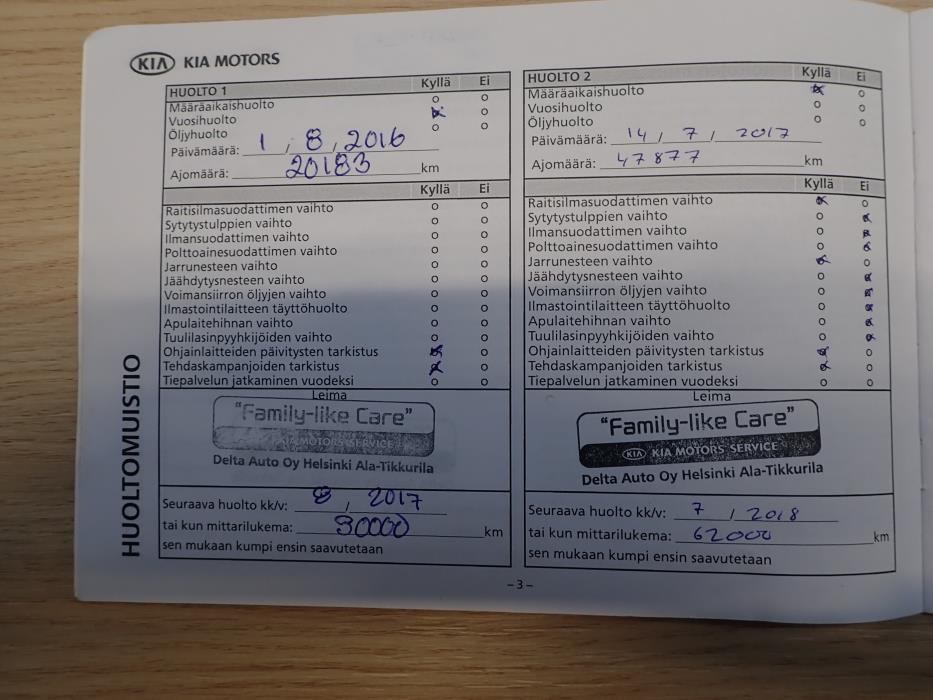 KIA KIA MOTORS
HUOLTO 1 Kyllä Ei
Määräaikaishuolto
Vuosihuolto
Öljyhuolto
Päivämäärä: 1 , 8 , 2016
Ajomäärä: 20183 km
Kyllä Ei
Raitisilmasuodattimen vaihto
Sytytystulppien vaihto
Ilmansuodattimen vaihto
Polttoainesuodattimen vaihto
Jarrunesteen vaihto
Jäähdytysnesteen vaihto
Voimansiirron öljyjen vaihto
Ilmastointilaitteen täyttöhuolto
Apulaitehihnan vaihto
Tuulilasinpyyhkijöiden vaihto
Ohjainlaitteiden päivitysten tarkistus
Tehdaskampanjoiden tarkistus
Tiepalvelun jatkaminen vuodeksi
Leima
"Family-like Care"
KIA MOTORS SERVICE
Delta Auto Oy Helsinki Ala-Tikkurila
Seuraava huolto kk/v: 8 , 2017
tai kun mittarilukema: 30000 km
sen mukaan kumpi ensin saavutetaan
HUOLTO 2 Kyllä Ei
Määräaikaishuolto
Vuosihuolto
Öljyhuolto
Päivämäärä: 14 / 7 / 2017
Ajomäärä: 47877 km
Kyllä Ei
Raitisilmasuodattimen vaihto
Sytytystulppien vaihto
Ilmansuodattimen vaihto
Polttoainesuodattimen vaihto
Jarrunesteen vaihto
Jäähdytysnesteen vaihto
Voimansiirron öljyjen vaihto
Ilmastointilaitteen täyttöhuolto
Apulaitehihnan vaihto
Tuulilasinpyyhkijöiden vaihto
Ohjainlaitteiden päivitysten tarkistus
Tehdaskampanjoiden tarkistus
Tiepalvelun jatkaminen vuodeksi
Leima
"Family-like Care"
KIA KIA MOTORS SERVICE
Delta Auto Oy Helsinki Ala-Tikkurila
Seuraava huolto kk/v: 7 / 2018
tai kun mittarilukema: 62000 km
sen mukaan kumpi ensin saavutetaan
HUOLTOMUISTIO
– 3 –